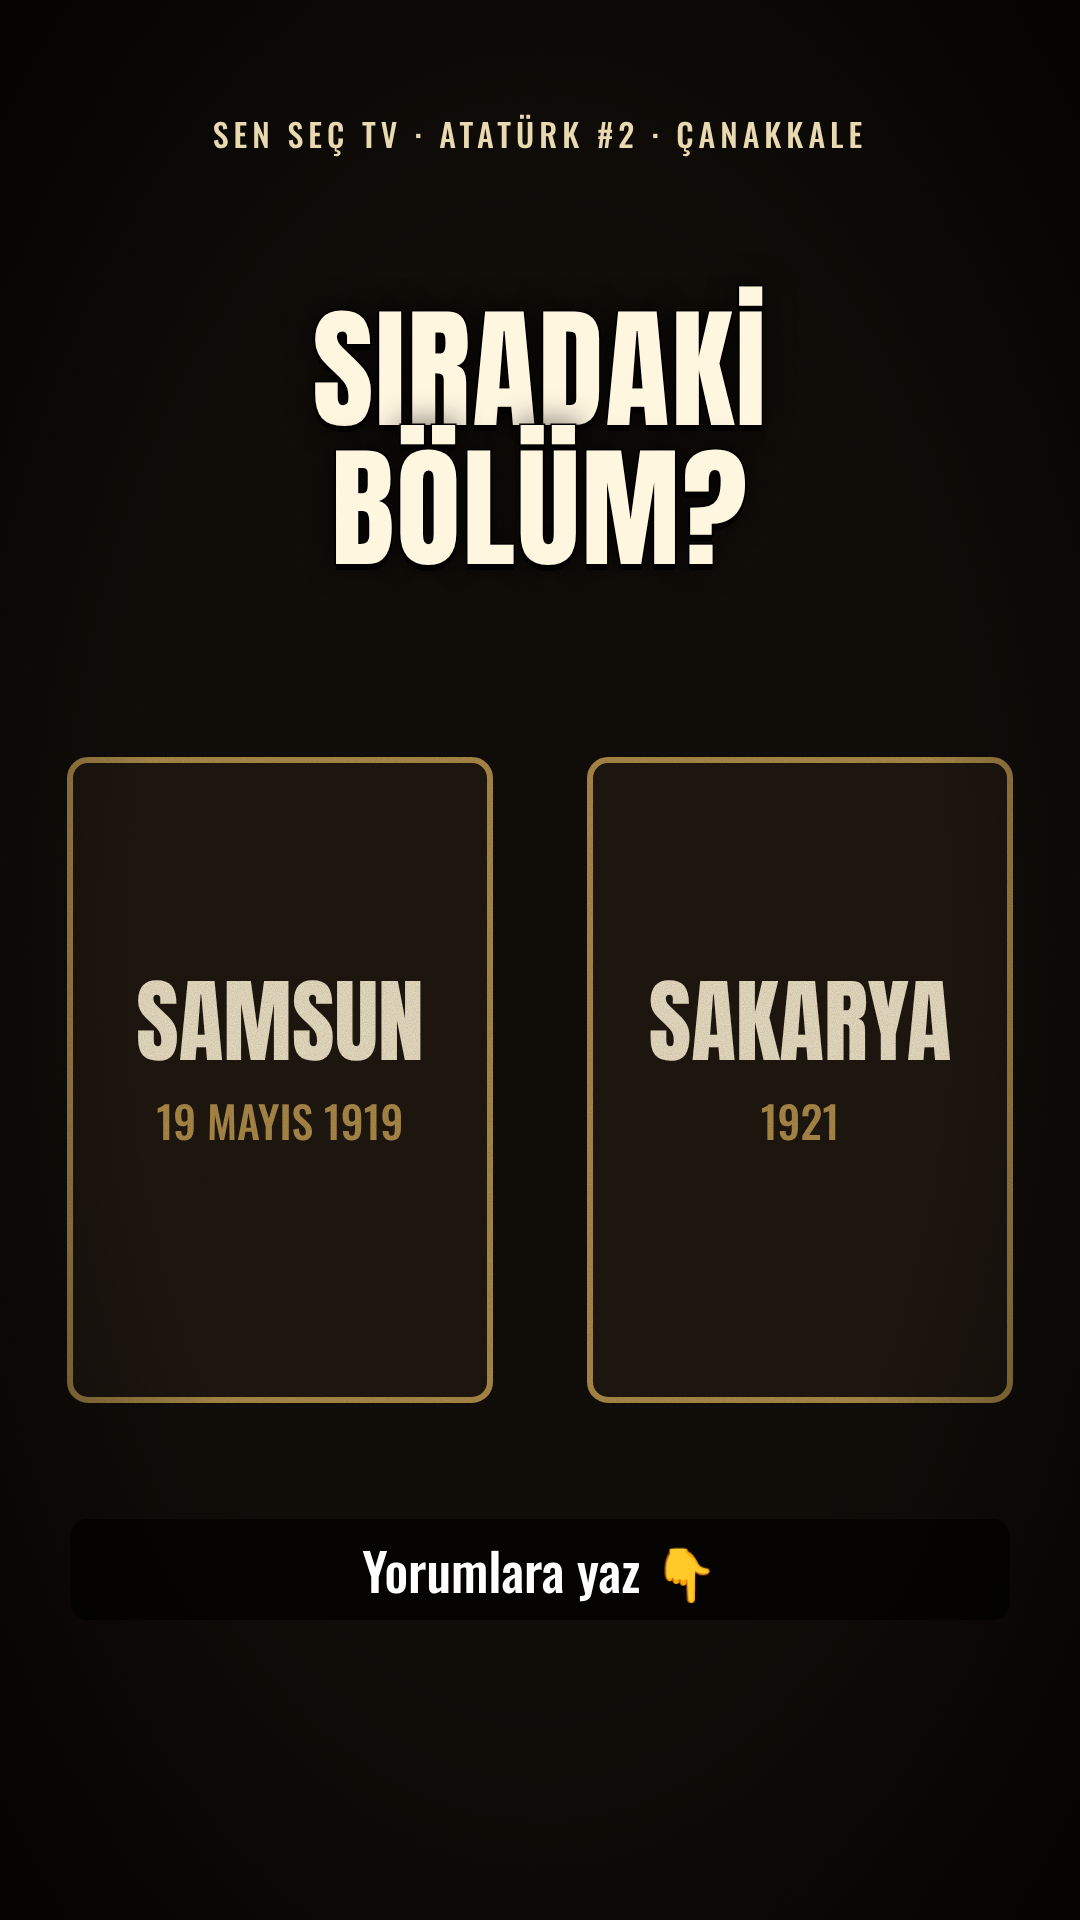 SEN SEÇ TV · ATATÜRK #2 · ÇANAKKALE
SIRADAKİ
BÖLÜM?
SAMSUN
19 MAYIS 1919
SAKARYA
1921
Yorumlara yaz 👇